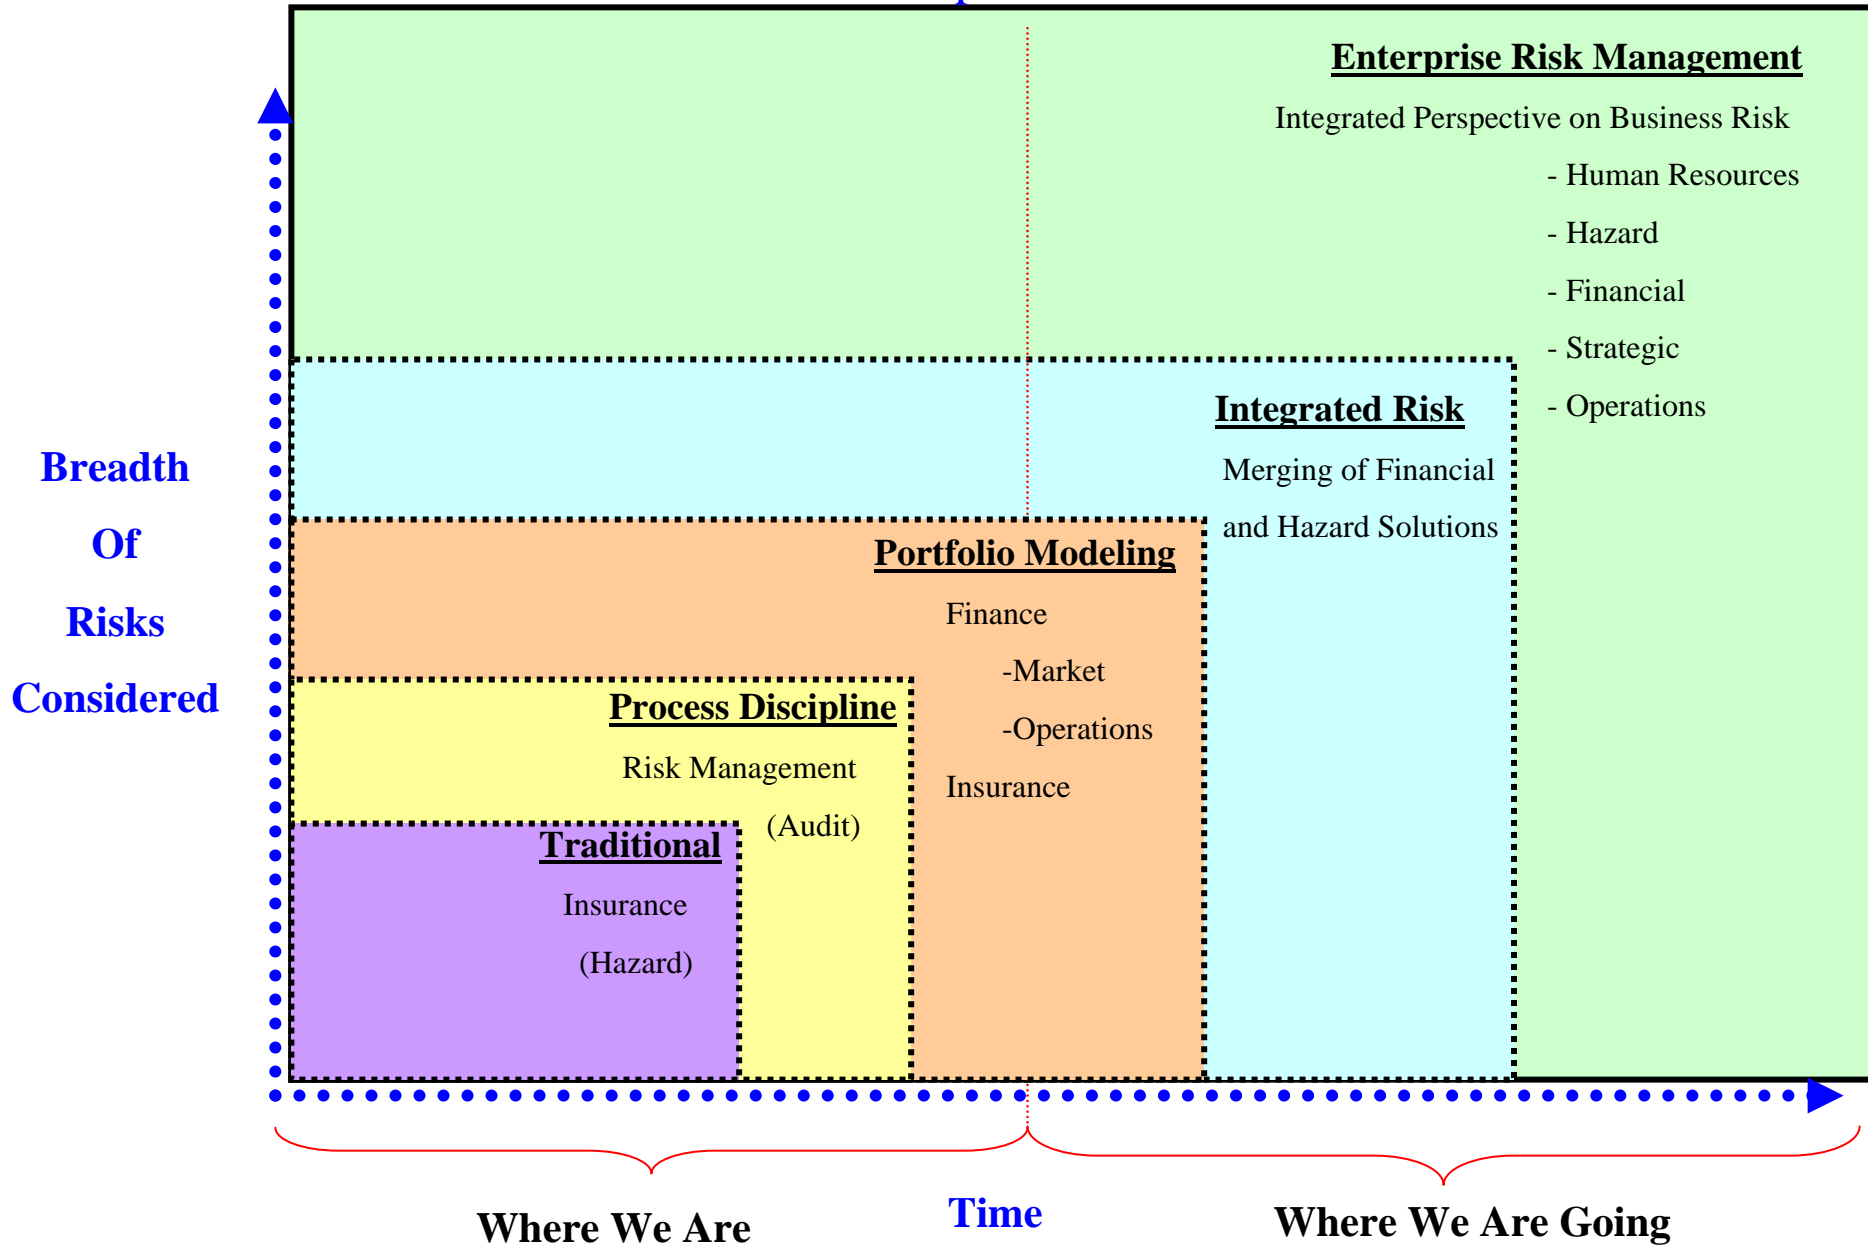 Enterprise Risk Management
Integrated Perspective on Business Risk
- Human Resources
- Hazard
- Financial
- Strategic
- Operations
Integrated Risk
Merging of Financial
and Hazard Solutions
Portfolio Modeling
Finance
-Market
-Operations
Insurance
Process Discipline
Risk Management
(Audit)
Traditional
Insurance
(Hazard)
Breadth
Of
Risks
Considered
Time
Where We Are
Where We Are Going